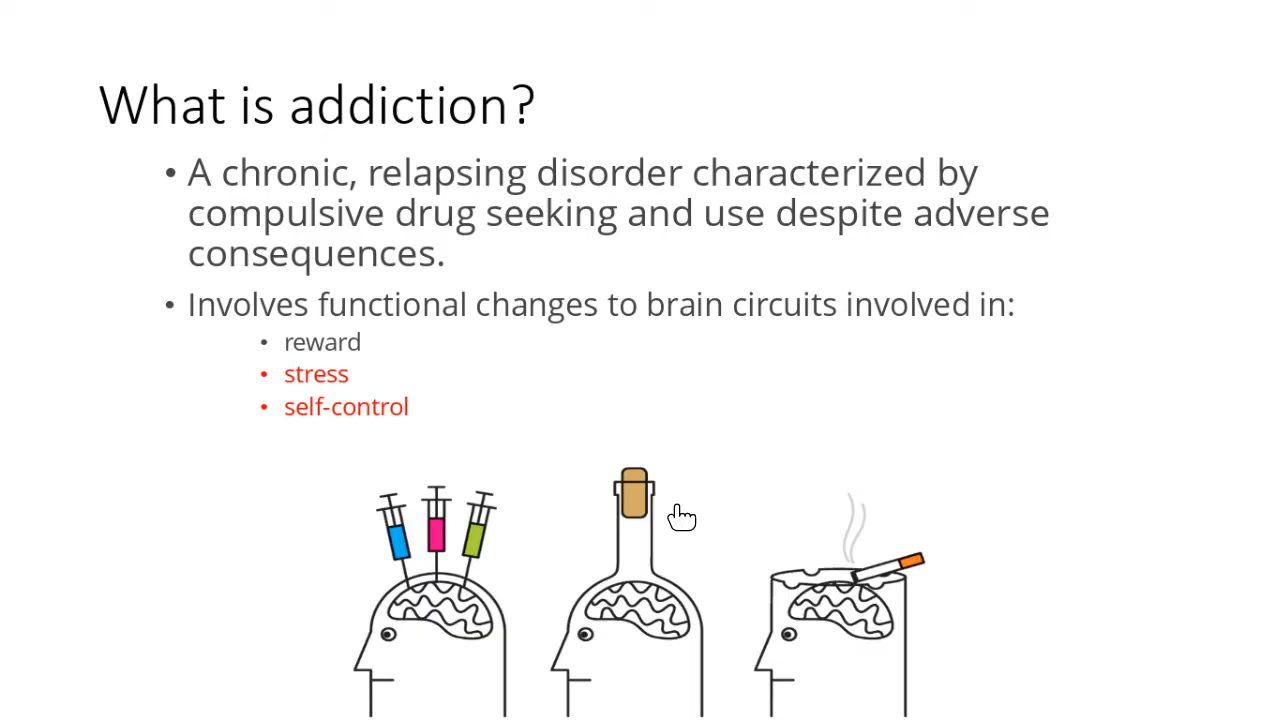 What is addiction?
• A chronic, relapsing disorder characterized by
compulsive drug seeking and use despite adverse
consequences.
• Involves functional changes to brain circuits involved in:
• reward
• stress
• self-control